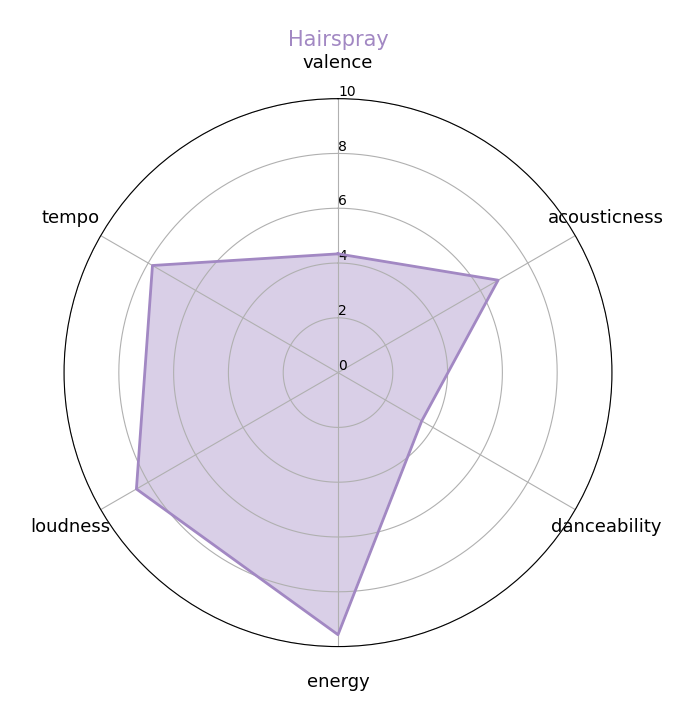 Hairspray
valence
10
8
tempo
6
acousticness
4
2
0
loudness
danceability
energy